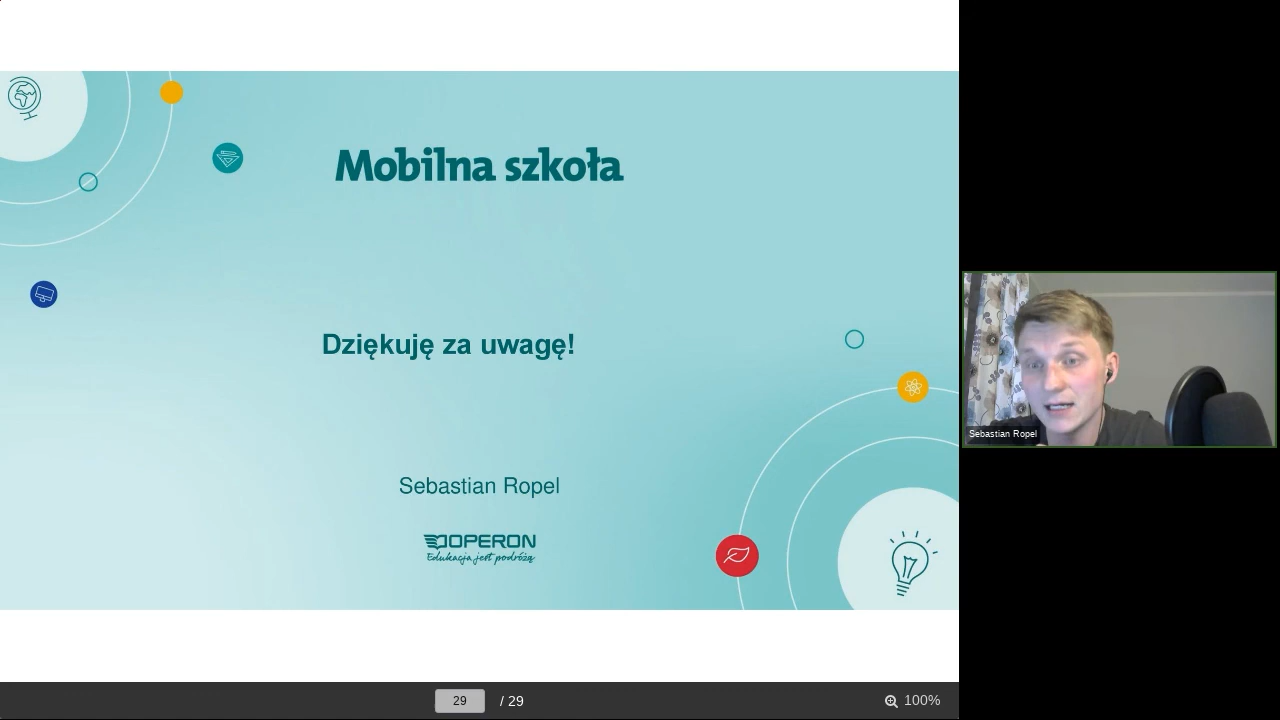 Mobilna szkoła
Dziękuję za uwagę!
Sebastian Ropel
OPERON
Edukacja jest podróżą
Sebastian Ropel
29 / 29
100%